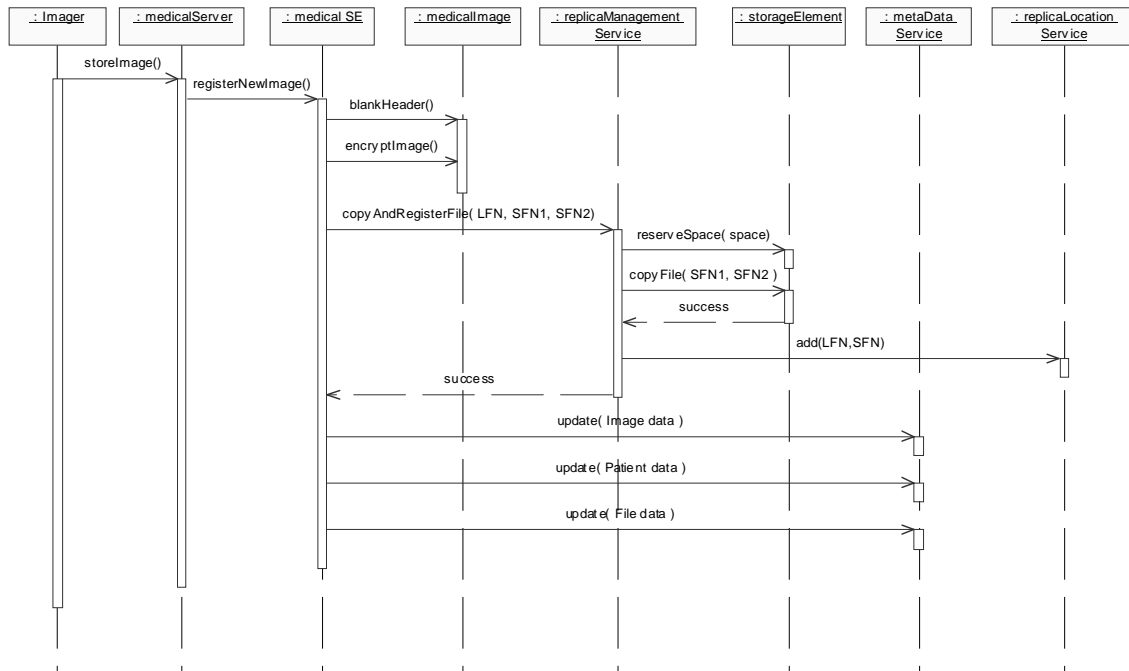 : Imager
: medicalServer
: medical SE
: medicalImage
: replicaManagement
Service
: storageElement
: metaData
Service
: replicaLocation
Service
storeImage()
registerNewImage()
blankHeader()
encryptImage()
copyAndRegisterFile( LFN, SFN1, SFN2)
reserveSpace( space)
copyFile( SFN1, SFN2 )
success
add(LFN,SFN)
success
update( Image data )
update( Patient data )
update( File data )